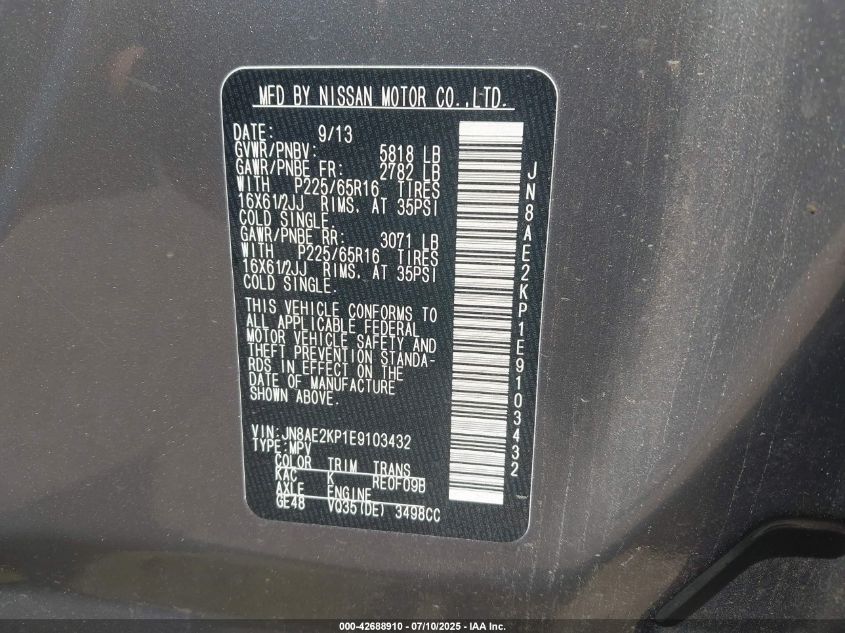 MFD BY NISSAN MOTOR CO.,LTD.
DATE: 9/13
GVWR/PNBV: 5818 LB
GAWR/PNBE FR: 2782 LB
WITH P225/65R16 TIRES
16X61/2JJ RIMS, AT 35PSI
COLD SINGLE.
GAWR/PNBE RR: 3071 LB
WITH P225/65R16 TIRES
16X61/2JJ RIMS, AT 35PSI
COLD SINGLE.
THIS VEHICLE CONFORMS TO
ALL APPLICABLE FEDERAL
MOTOR VEHICLE SAFETY AND
THEFT PREVENTION STANDA-
RDS IN EFFECT ON THE
DATE OF MANUFACTURE
SHOWN ABOVE.
VIN:JN8AE2KP1E9103432
TYPE:MPV
COLOR TRIM TRANS
KAC K RE0F09B
AXLE ENGINE
GE48 VQ35(DE) 3498CC
JN8AE2KP1E9103432
000-42688910 - 07/10/2025 - IAA Inc.